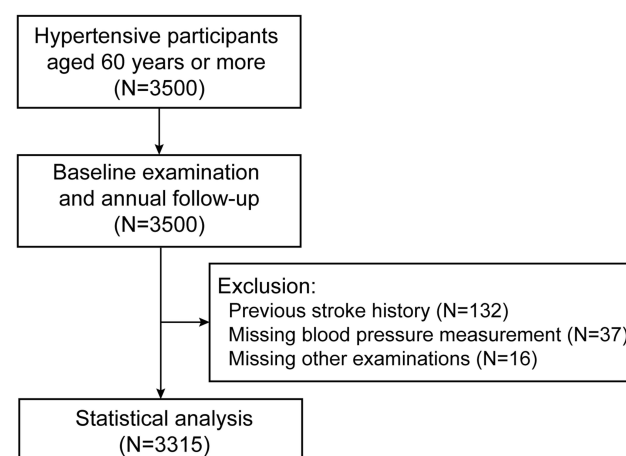 Hypertensive participants
aged 60 years or more
(N=3500)
Baseline examination
and annual follow-up
(N=3500)
Exclusion:
Previous stroke history (N=132)
Missing blood pressure measurement (N=37)
Missing other examinations (N=16)
Statistical analysis
(N=3315)